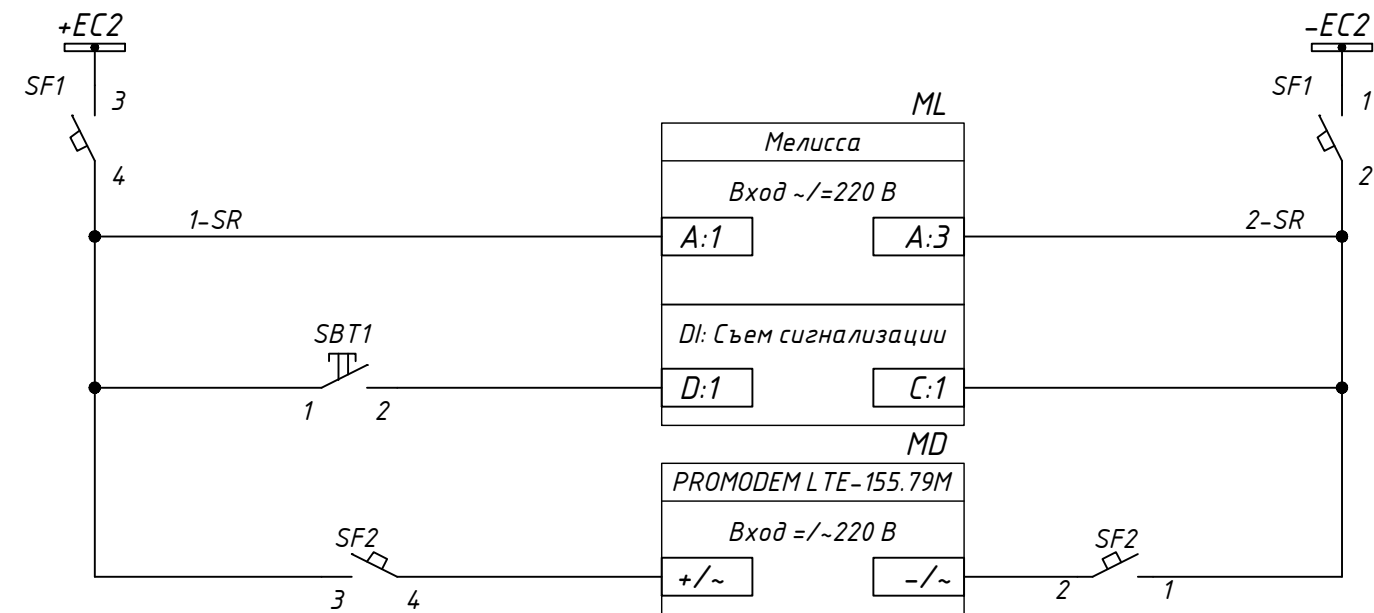 +EC2
-EC2
SF1
3
4
SF1
1
2
ML
Мелисса
Вход ~/=220 В
1-SR
A:1
A:3
2-SR
SBT1
1
2
DI: Съем сигнализации
D:1
C:1
MD
PROMODEM LTE-155.79M
Вход =/~220 В
SF2
3
4
+/~
-/~
SF2
2
1